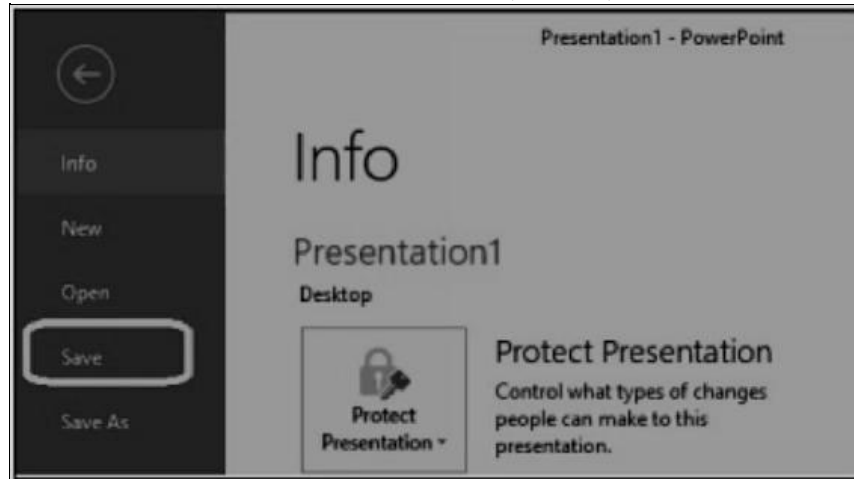 Presentation1 - PowerPoint
Info
Info
New
Presentation1
Open
Desktop
Save
Protect Presentation
Control what types of changes
Protect
Save As
people can make to this
Presentation
presentation.